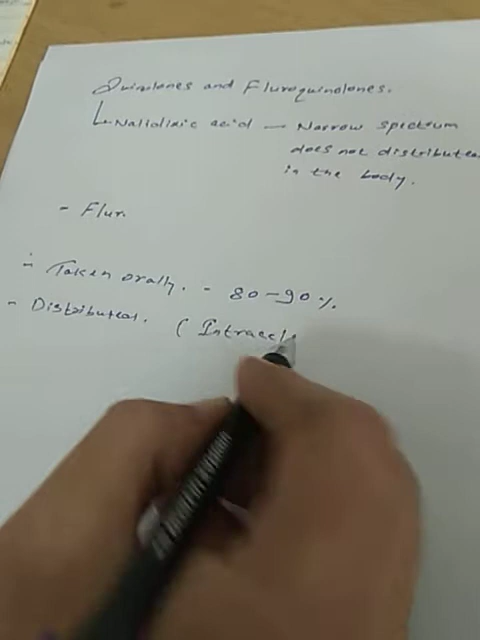 Quinolones and Fluroquinolones.
Nalidixic acid — Narrow spectrum
does not distributed
in the body.
- Flur.
- Taken orally. - 80-90%.
- Distributed. (Intracel